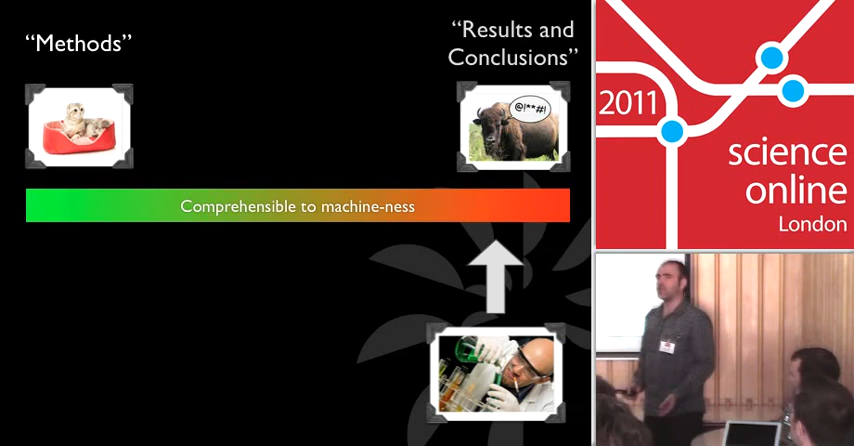 “Methods”
“Results and
Conclusions”
@!**#!
Comprehensible to machine-ness
2011
science
online
London